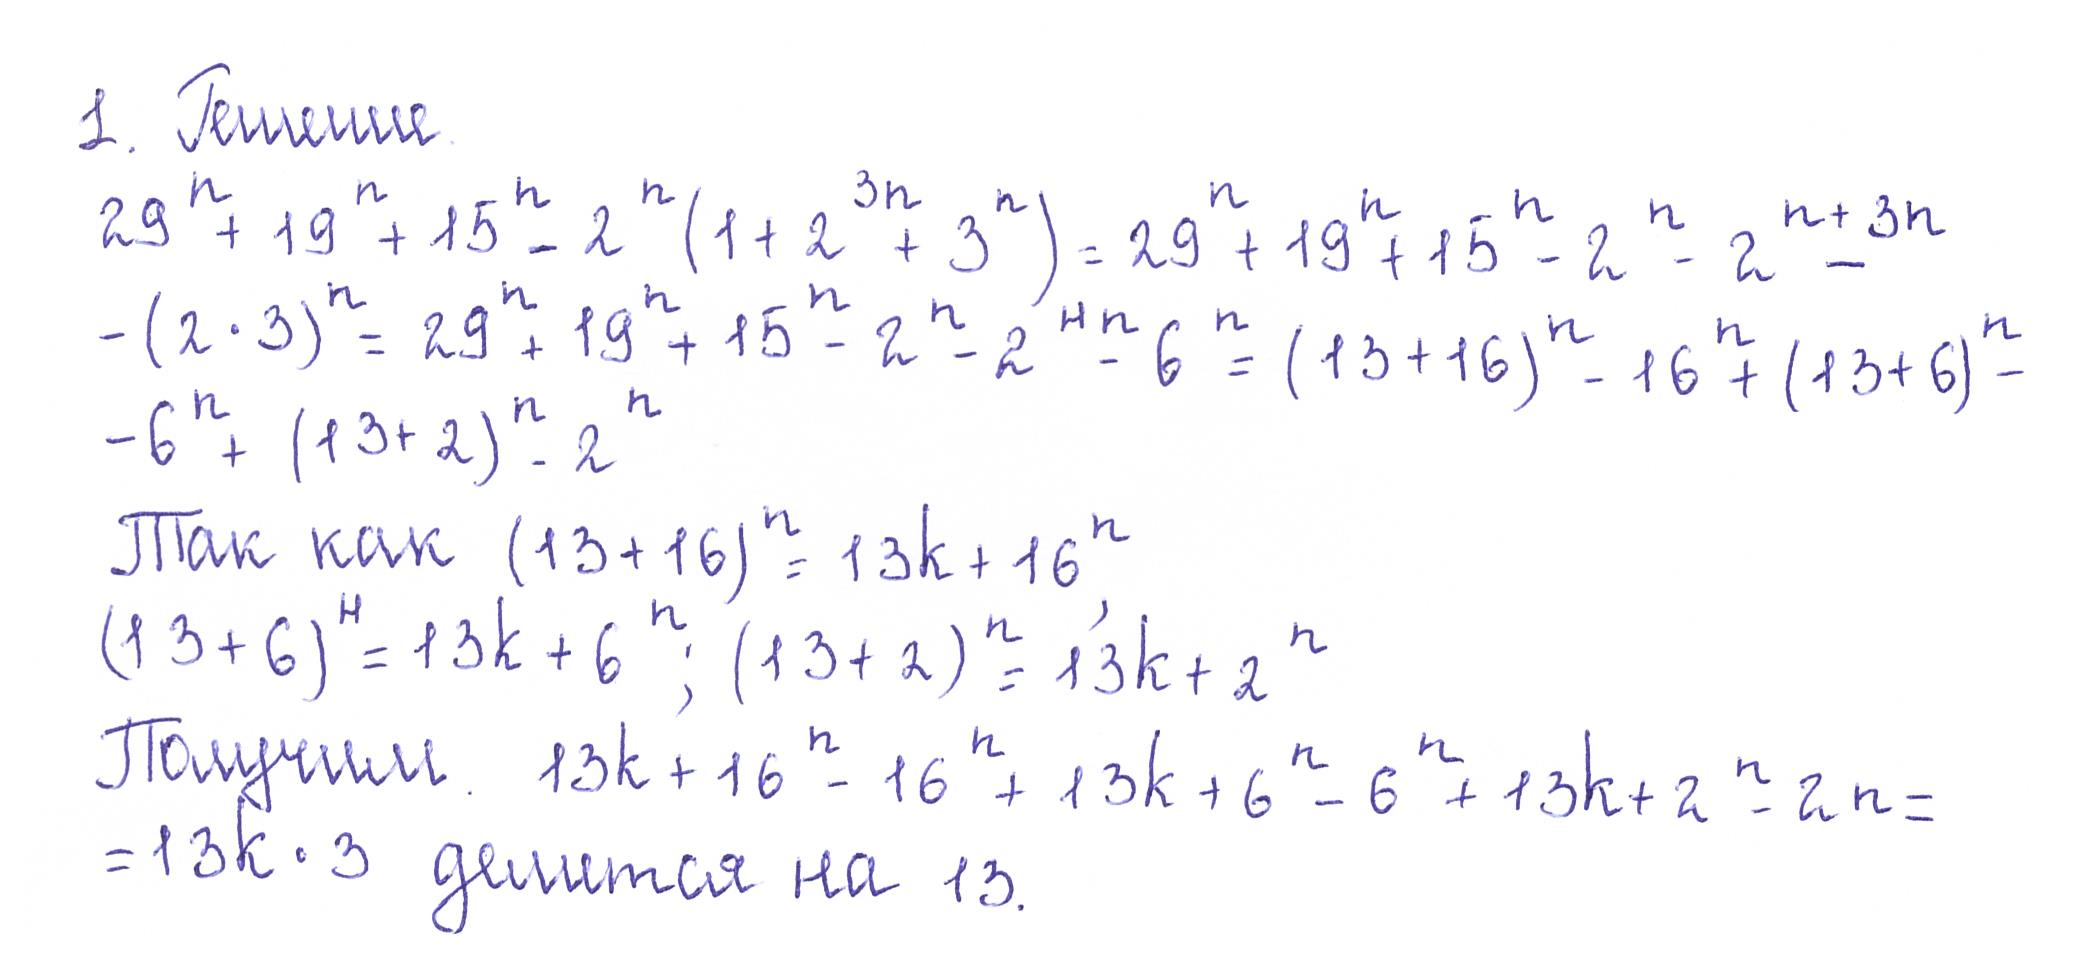 1. Решение.
29ⁿ + 19ⁿ + 15ⁿ - 2ⁿ (1 + 2³ⁿ + 3ⁿ) = 29ⁿ + 19ⁿ + 15ⁿ - 2ⁿ - 2ⁿ⁺³ⁿ -
- (2 · 3)ⁿ = 29ⁿ + 19ⁿ + 15ⁿ - 2ⁿ - 2⁴ⁿ - 6ⁿ = (13 + 16)ⁿ - 16ⁿ + (13 + 6)ⁿ -
- 6ⁿ + (13 + 2)ⁿ - 2ⁿ
Так как (13 + 16)ⁿ = 13k + 16ⁿ,
(13 + 6)ⁿ = 13k + 6ⁿ; (13 + 2)ⁿ = 13k + 2ⁿ
Получим. 13k + 16ⁿ - 16ⁿ + 13k + 6ⁿ - 6ⁿ + 13k + 2ⁿ - 2n =
= 13k · 3 делится на 13.